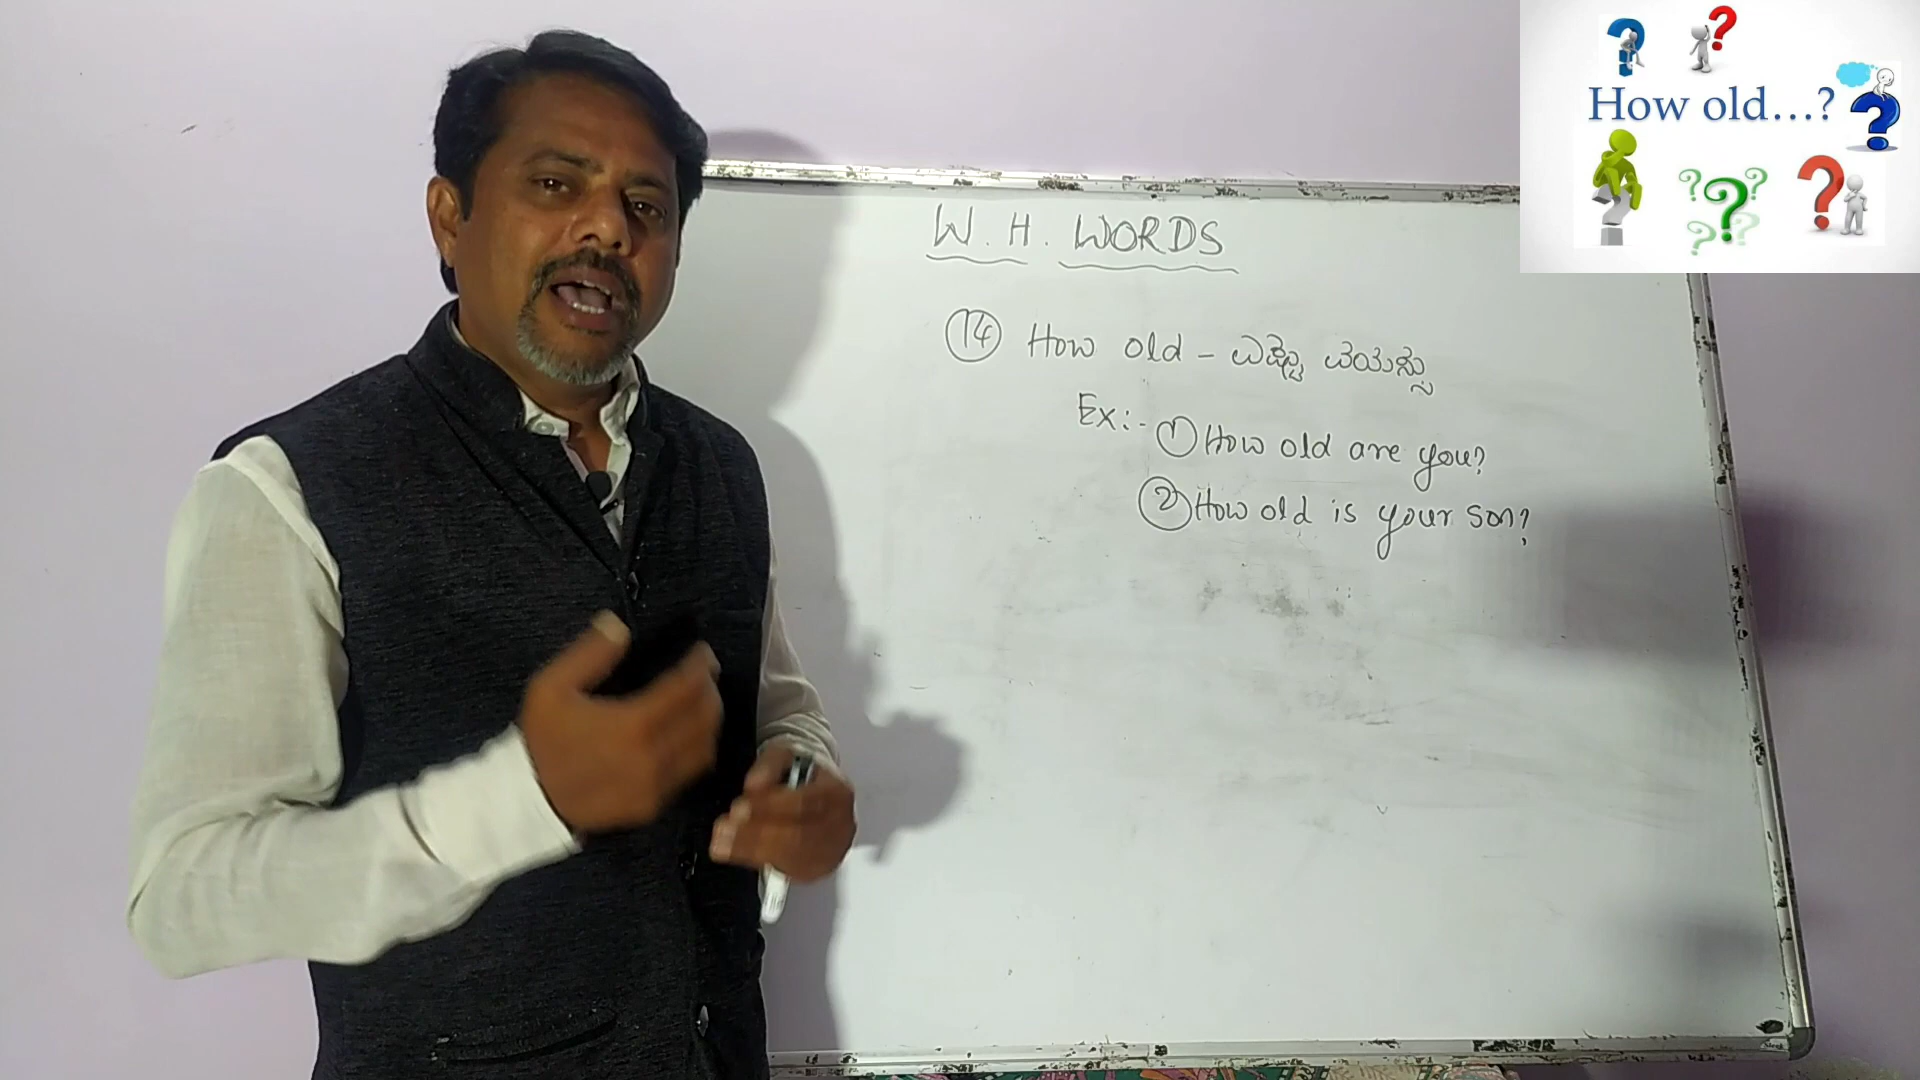 How old...?
W. H. WORDS
14 How old - ಎಷ್ಟು ವಯಸ್ಸು
Ex:- 1 How old are you?
2 How old is your son?